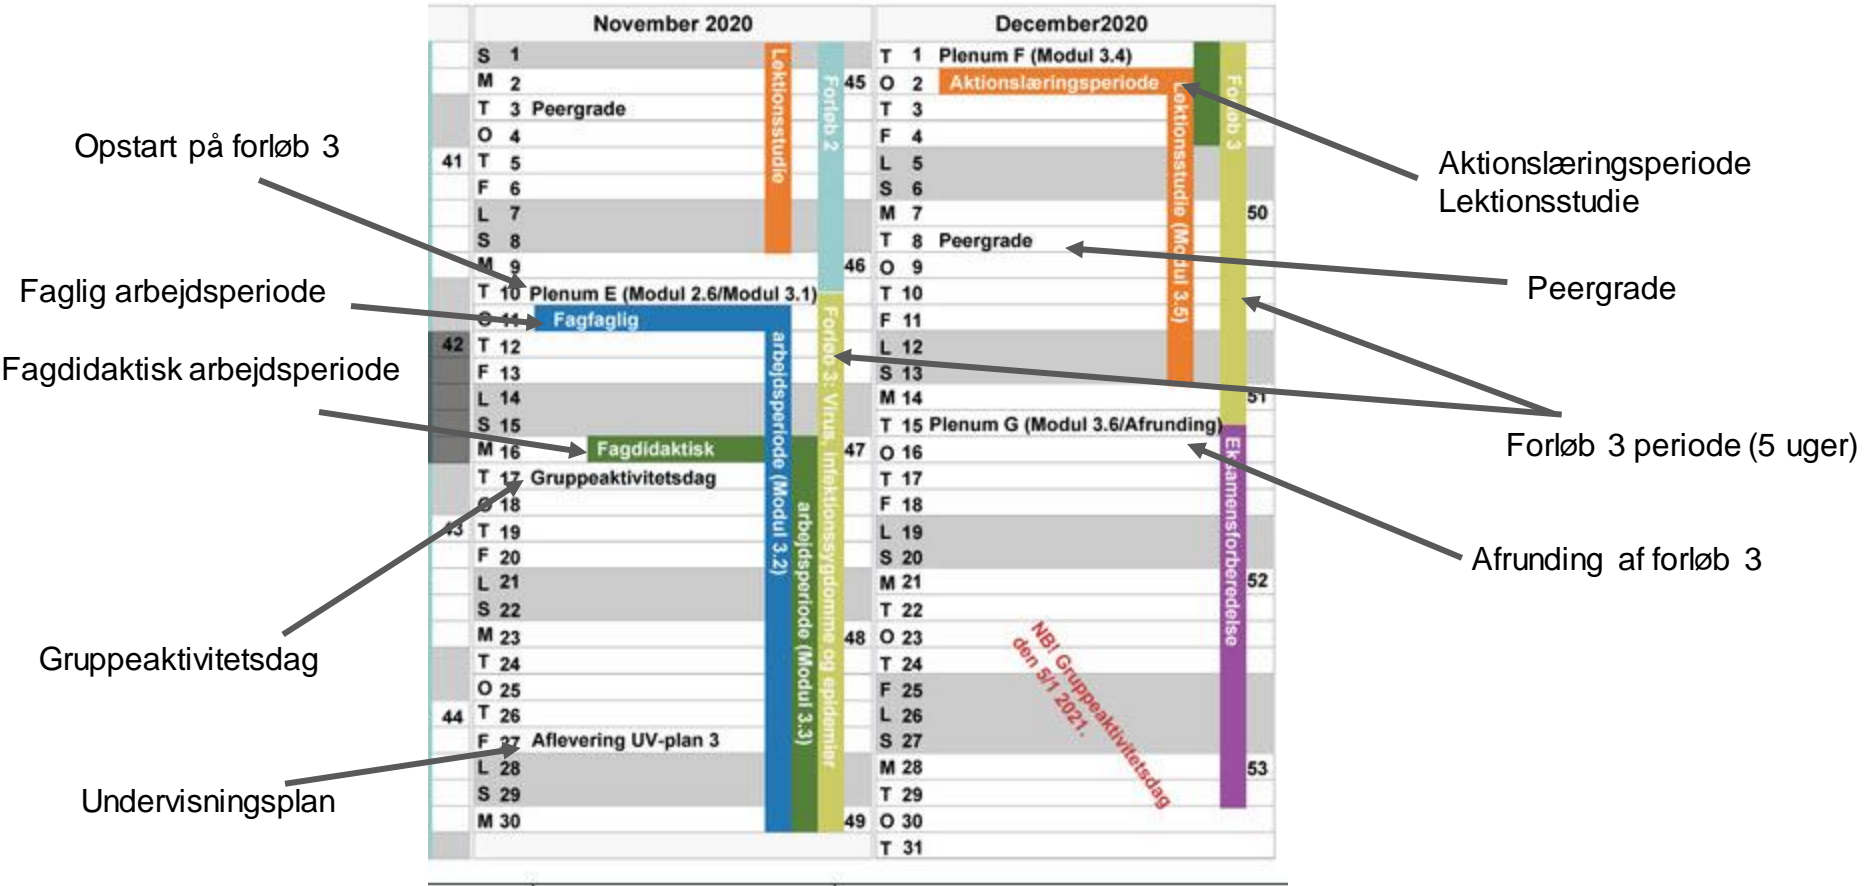 Opstart på forløb 3
Faglig arbejdsperiode
Fagdidaktisk arbejdsperiode
Gruppeaktivitetsdag
Undervisningsplan
41
42
43
44
November 2020
S 1
M 2
T 3 Peergrade
O 4
T 5
F 6
L 7
S 8
M 9
T 10 Plenum E (Modul 2.6/Modul 3.1)
O 11 Fagfaglig
T 12
F 13
L 14
S 15
M 16 Fagdidaktisk
T 17 Gruppeaktivitetsdag
O 18
T 19
F 20
L 21
S 22
M 23
T 24
O 25
T 26
F 27 Aflevering UV-plan 3
L 28
S 29
M 30
Lektionsstudie
Forløb 2
arbejdsperiode (Modul 3.2)
arbejdsperiode (Modul 3.3)
Forløb 3: Virus, infektionssygdomme og epidemier
45
46
47
48
49
December2020
T 1 Plenum F (Modul 3.4)
O 2 Aktionslæringsperiode
T 3
F 4
L 5
S 6
M 7
T 8 Peergrade
O 9
T 10
F 11
L 12
S 13
M 14
T 15 Plenum G (Modul 3.6/Afrunding)
O 16
T 17
F 18
L 19
S 20
M 21
T 22
O 23
T 24
F 25
L 26
S 27
M 28
T 29
O 30
T 31
Lektionsstudie (Modul 3.5)
Forløb 3
Eksamensforberedelse
NB! Gruppeaktivitetsdag
den 5/1 2021.
50
51
52
53
Aktionslæringsperiode
Lektionsstudie
Peergrade
Forløb 3 periode (5 uger)
Afrunding af forløb 3